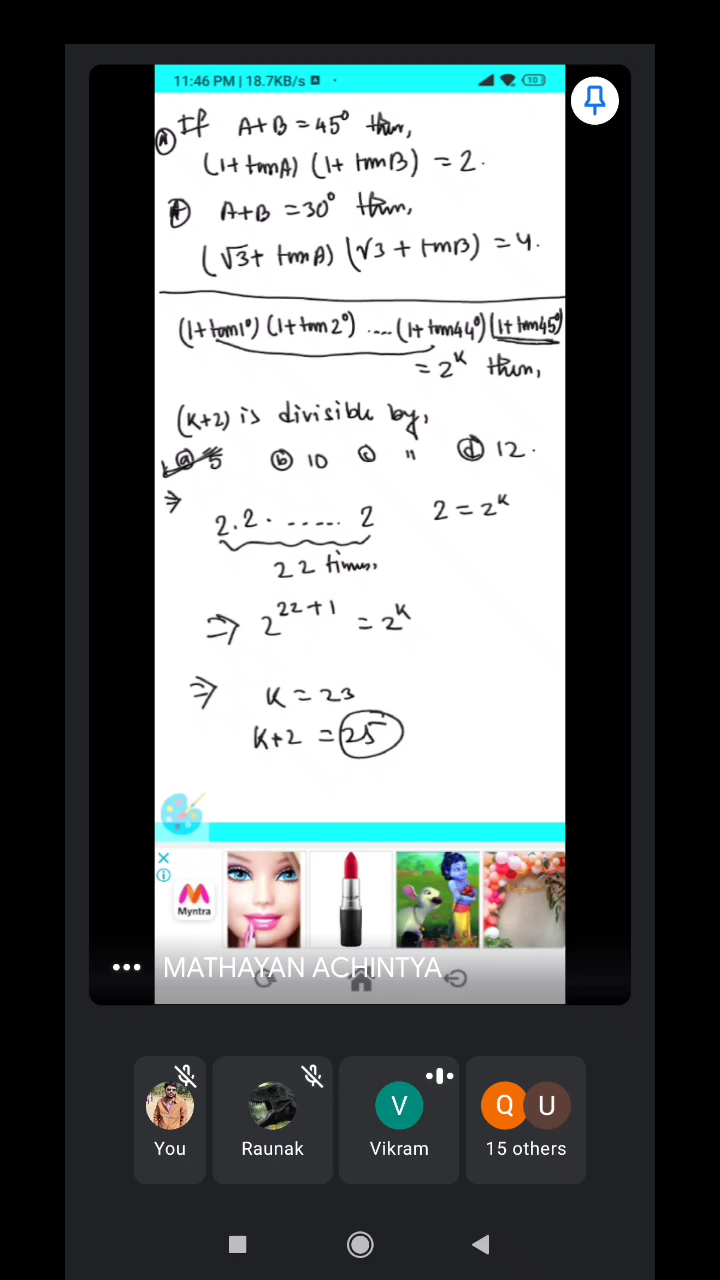 11:46 PM | 18.7KB/s
10
If A+B = 45° then,
(1+tanA) (1+ tanB) = 2.
A+B = 30° then,
(√3+ tanA) (√3 + tanB) = 4.
(1+tan1°) (1+tan2°) .... (1+tan44°) (1+tan45°)
= 2^K then,
(K+2) is divisible by,
(a) 5 (b) 10 (c) 11 (d) 12.
⇒
2.2. ..... 2 2 = 2^K
22 times,
⇒ 2^(22+1) = 2^K
⇒ K = 23
K+2 = 25
Myntra
MATHAYAN ACHINTYA
V Q U
You Raunak Vikram 15 others